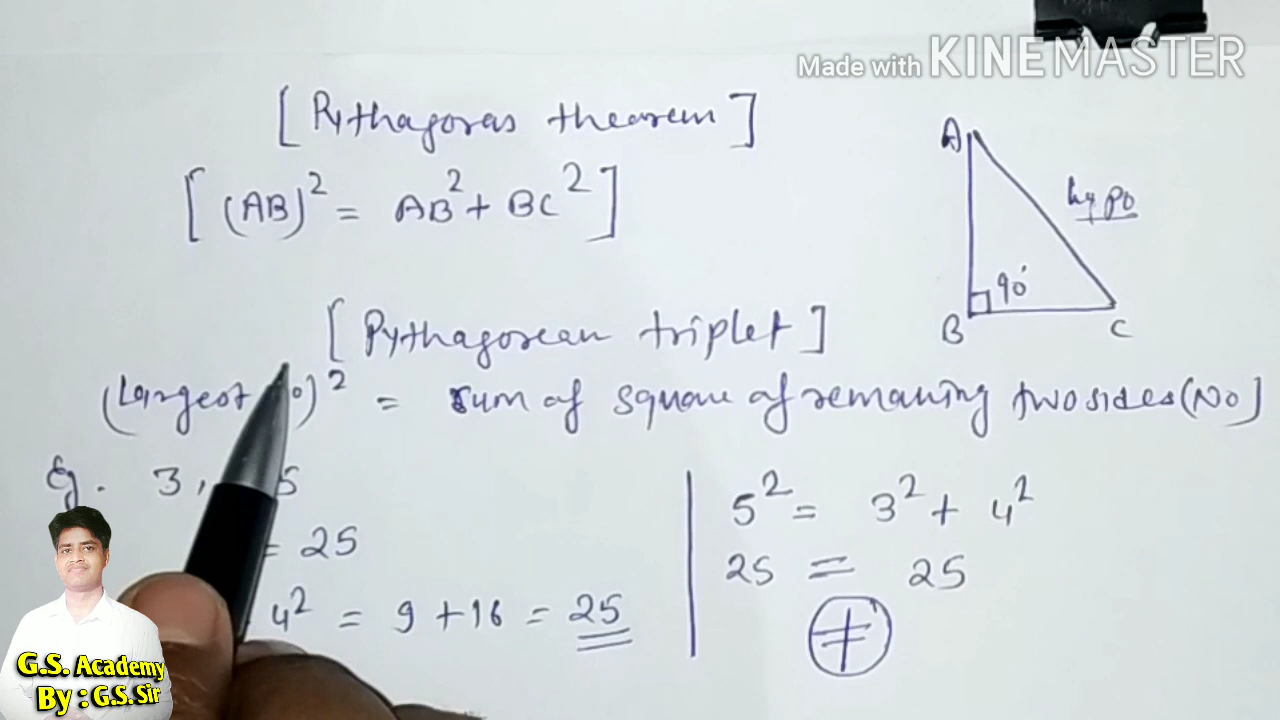 Made with KINEMASTER
[Pythagoras theorem]
[(AB)² = AB² + BC²]
A
hypo
90°
B
C
[Pythagorean triplet]
(Largest )² = sum of square of remaining two sides (No)
Eg. 3, 5
= 25
4² = 9 + 16 = 25
5² = 3² + 4²
25 = 25
≠
G.S. Academy
By : G.S. Sir